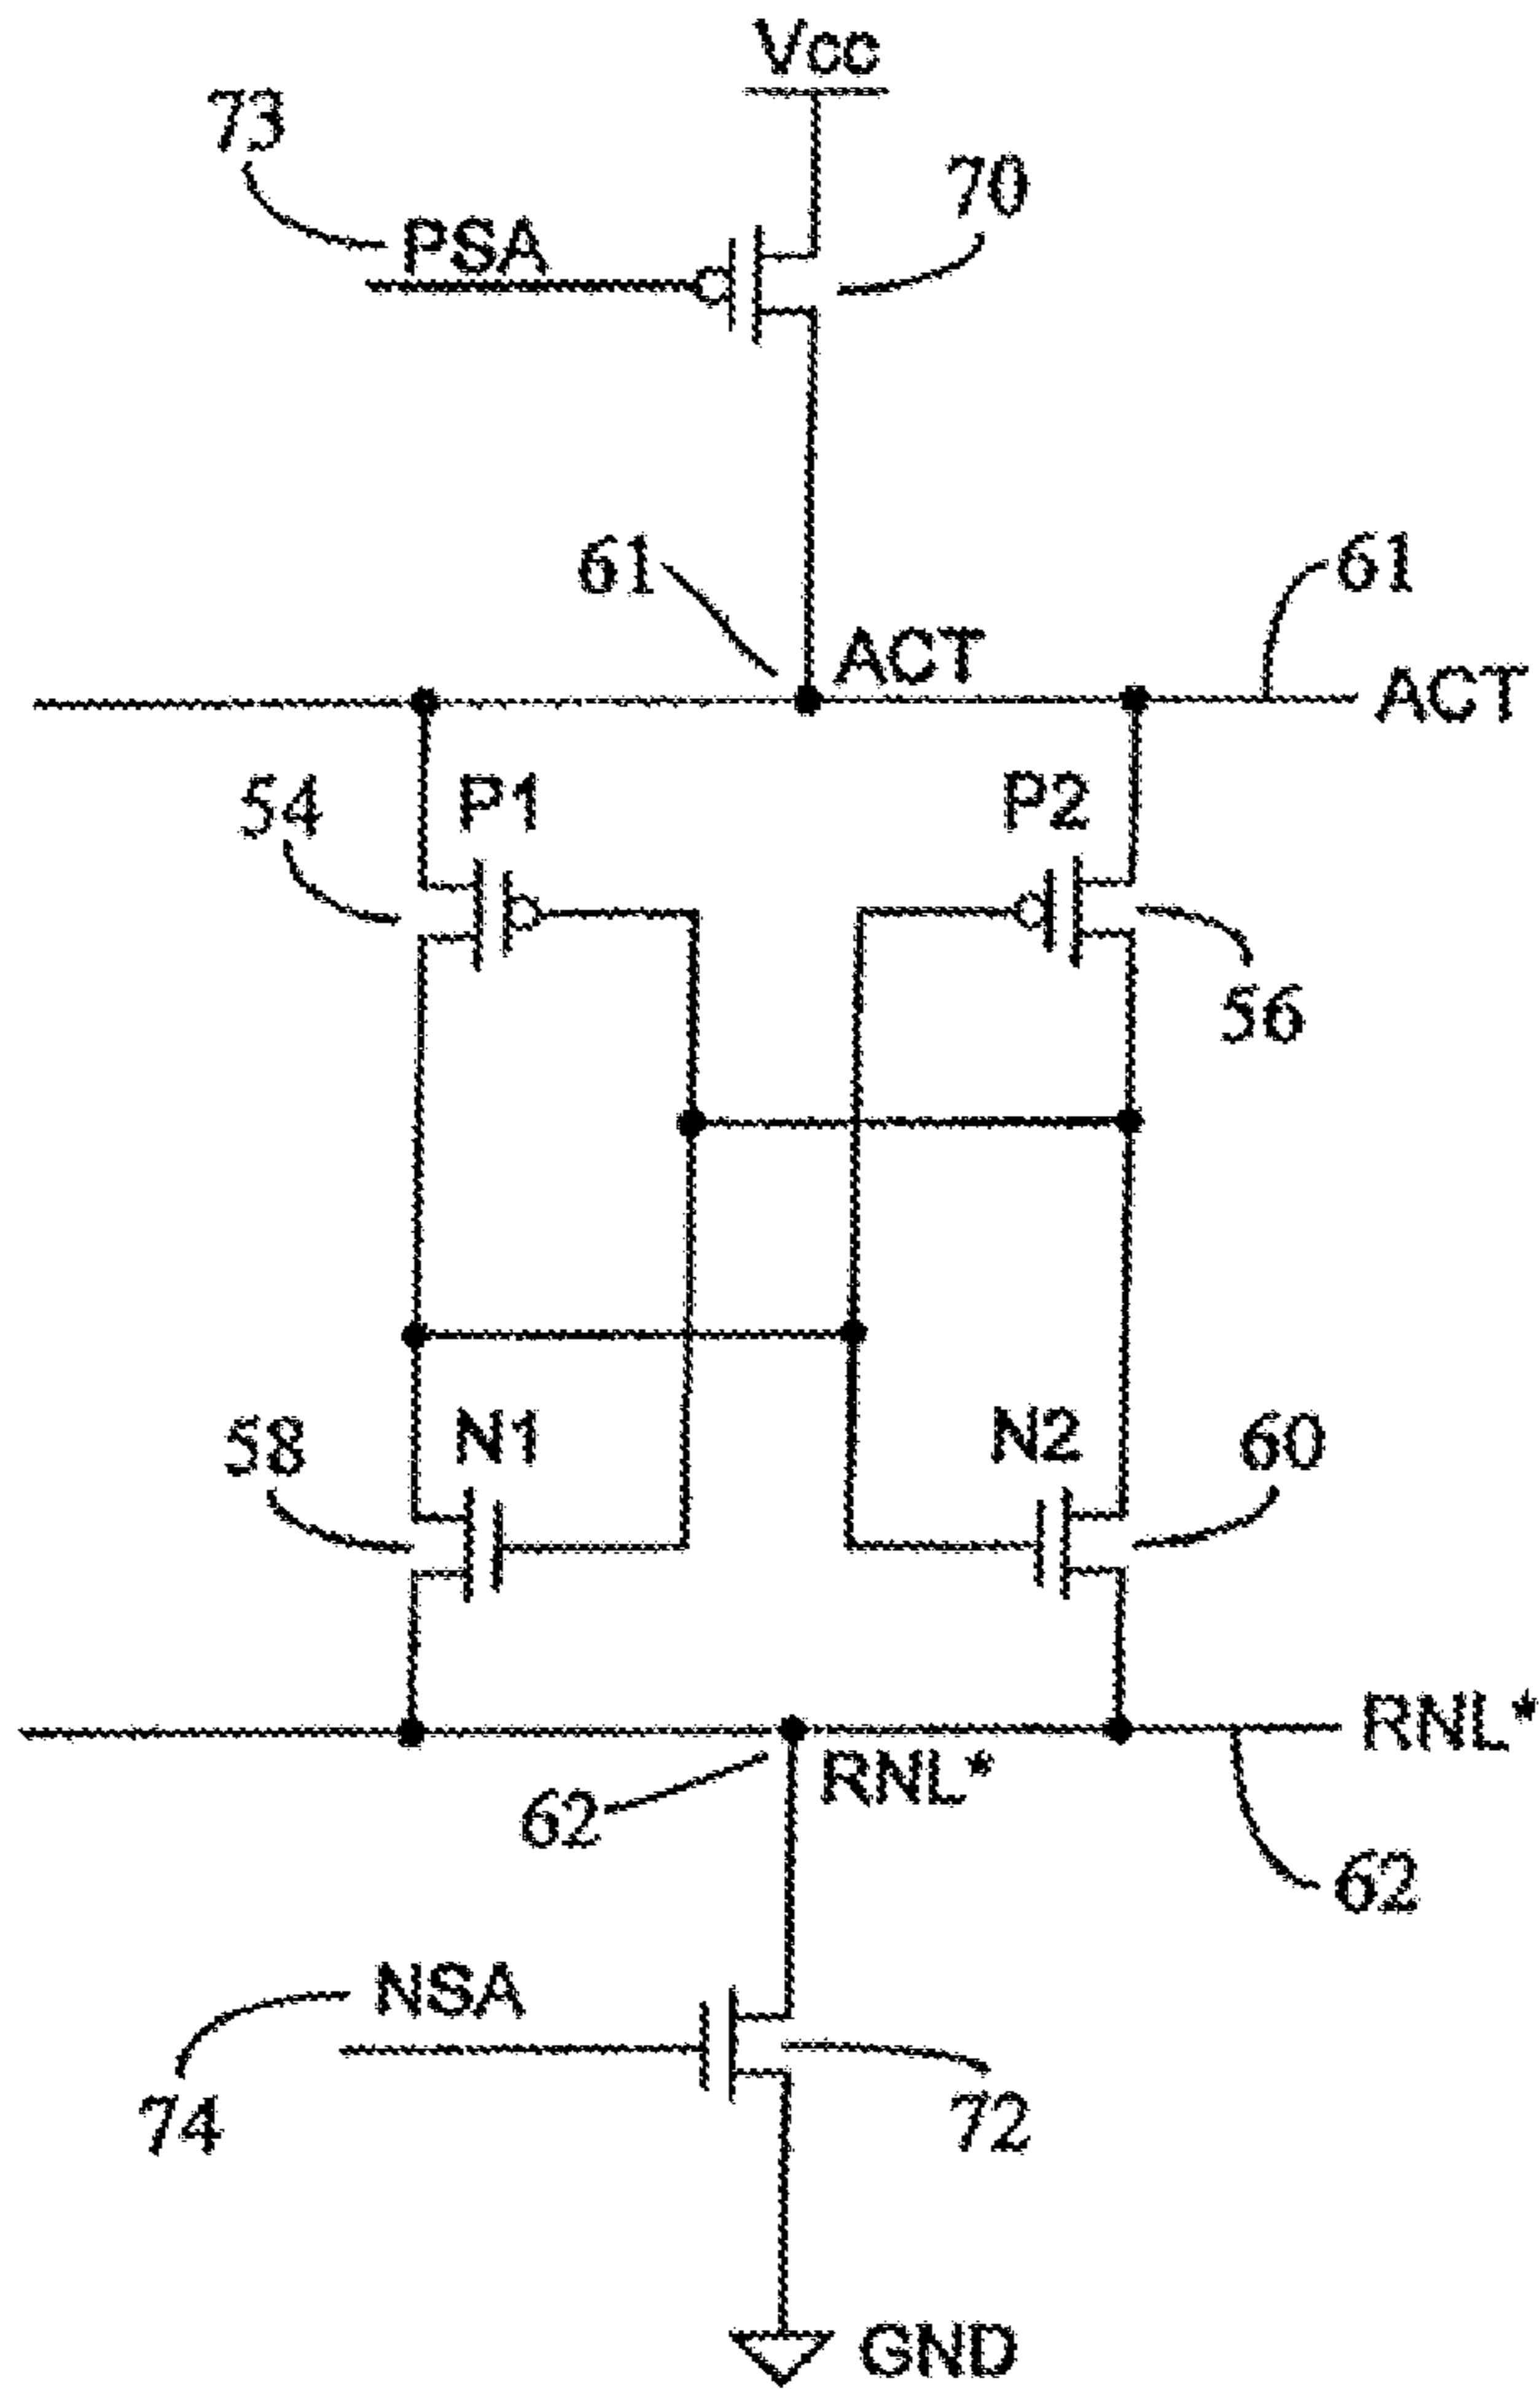 Vcc
73
70
PSA
61
61
ACT
ACT
54
P1
P2
56
58
N1
N2
60
RNL*
RNL*
62
62
NSA
74
72
GND